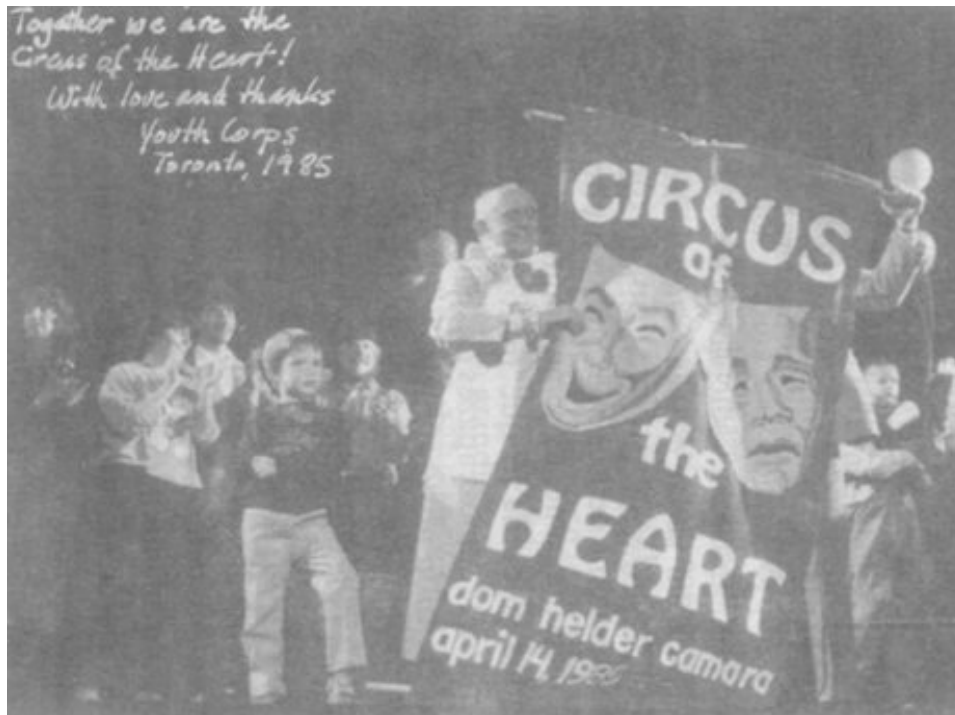 Together we are the
Circus of the Heart!
With love and thanks
Youth Corps
Toronto, 1985
CIRCUS
of
the
HEART
dom helder camara
april 14, 1985